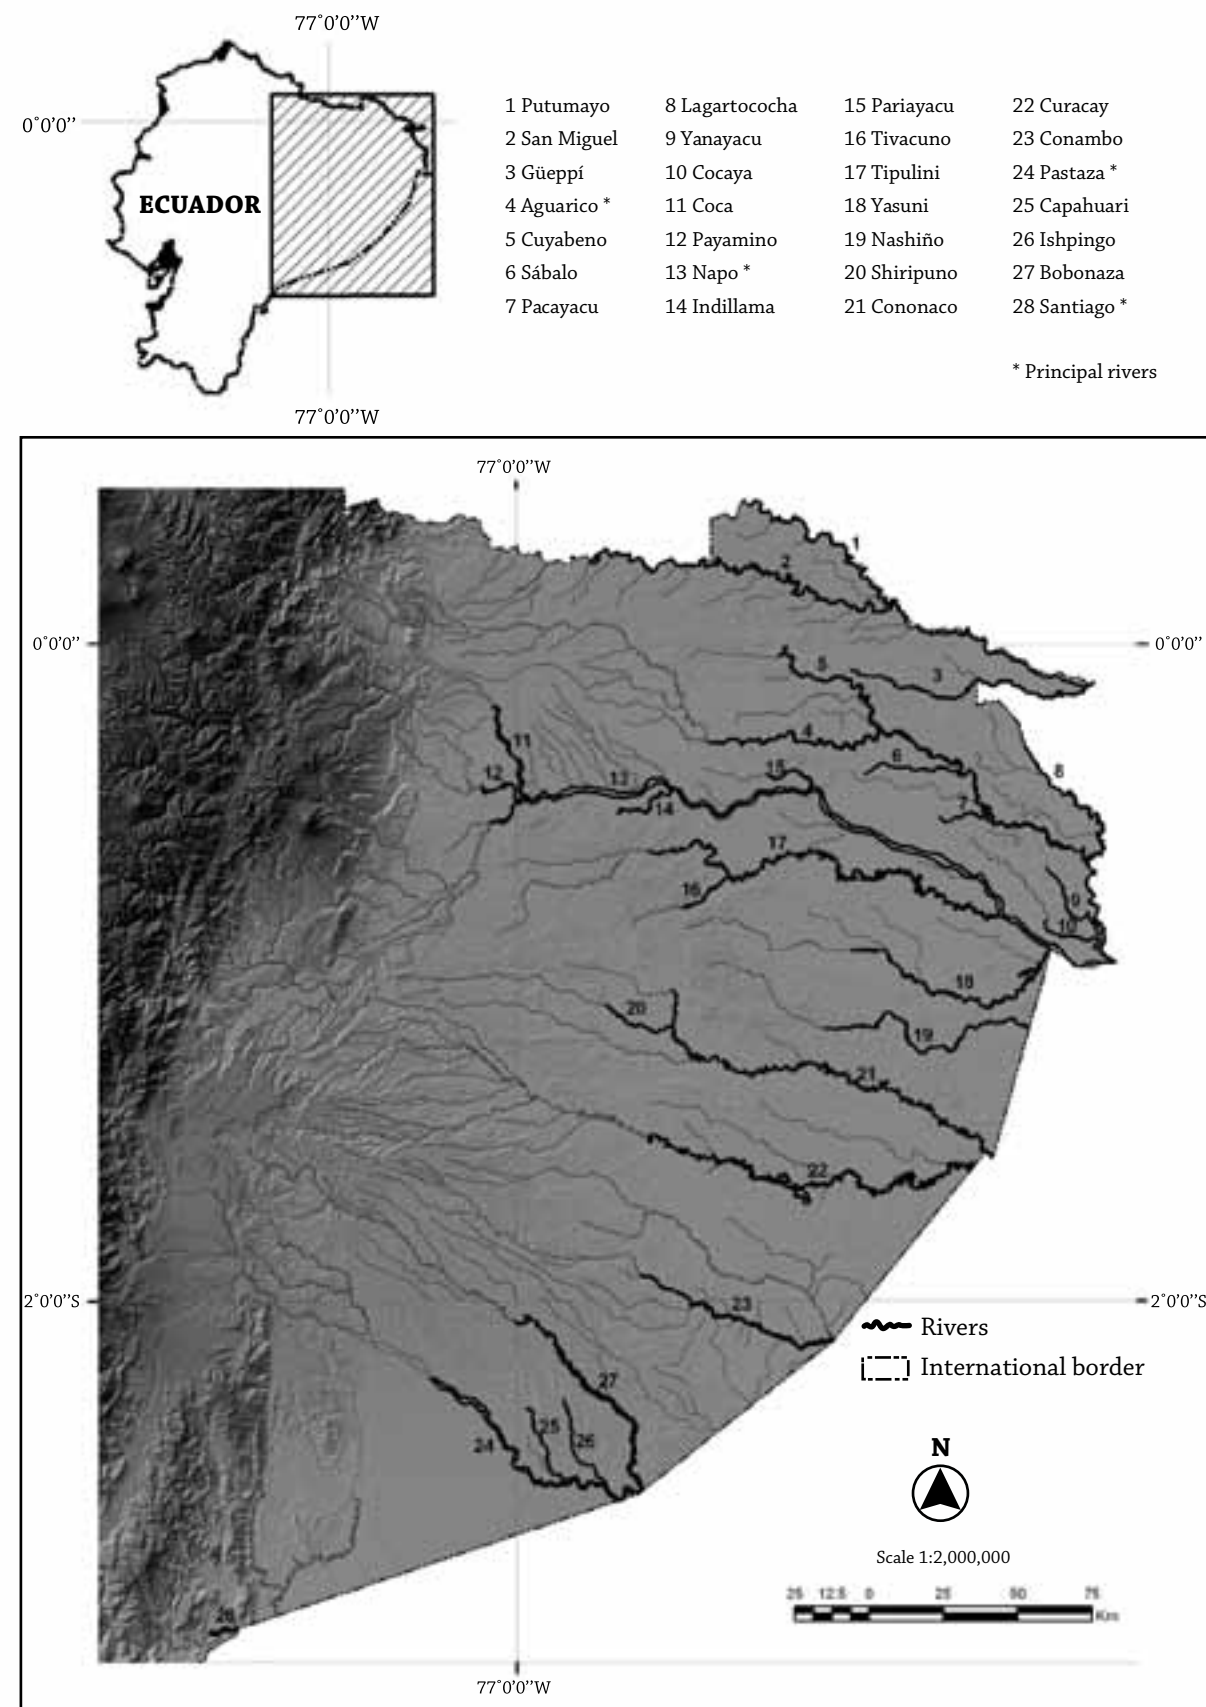 77˚0'0''W
0˚0'0''
ECUADOR
77˚0'0''W
1 Putumayo
2 San Miguel
3 Güeppí
4 Aguarico *
5 Cuyabeno
6 Sábalo
7 Pacayacu
8 Lagartococha
9 Yanayacu
10 Cocaya
11 Coca
12 Payamino
13 Napo *
14 Indillama
15 Pariayacu
16 Tivacuno
17 Tipulini
18 Yasuni
19 Nashiño
20 Shiripuno
21 Cononaco
22 Curacay
23 Conambo
24 Pastaza *
25 Capahuari
26 Ishpingo
27 Bobonaza
28 Santiago *
* Principal rivers
77˚0'0''W
1
2
0˚0'0''
0˚0'0''
5
3
4
11
6
8
12
13
15
7
14
17
16
9
10
18
20
19
21
22
2˚0'0''S
2˚0'0''S
23
Rivers
International border
27
25
24
26
N
Scale 1:2,000,000
25 12.5 0 25 50 75
Km
28
77˚0'0''W